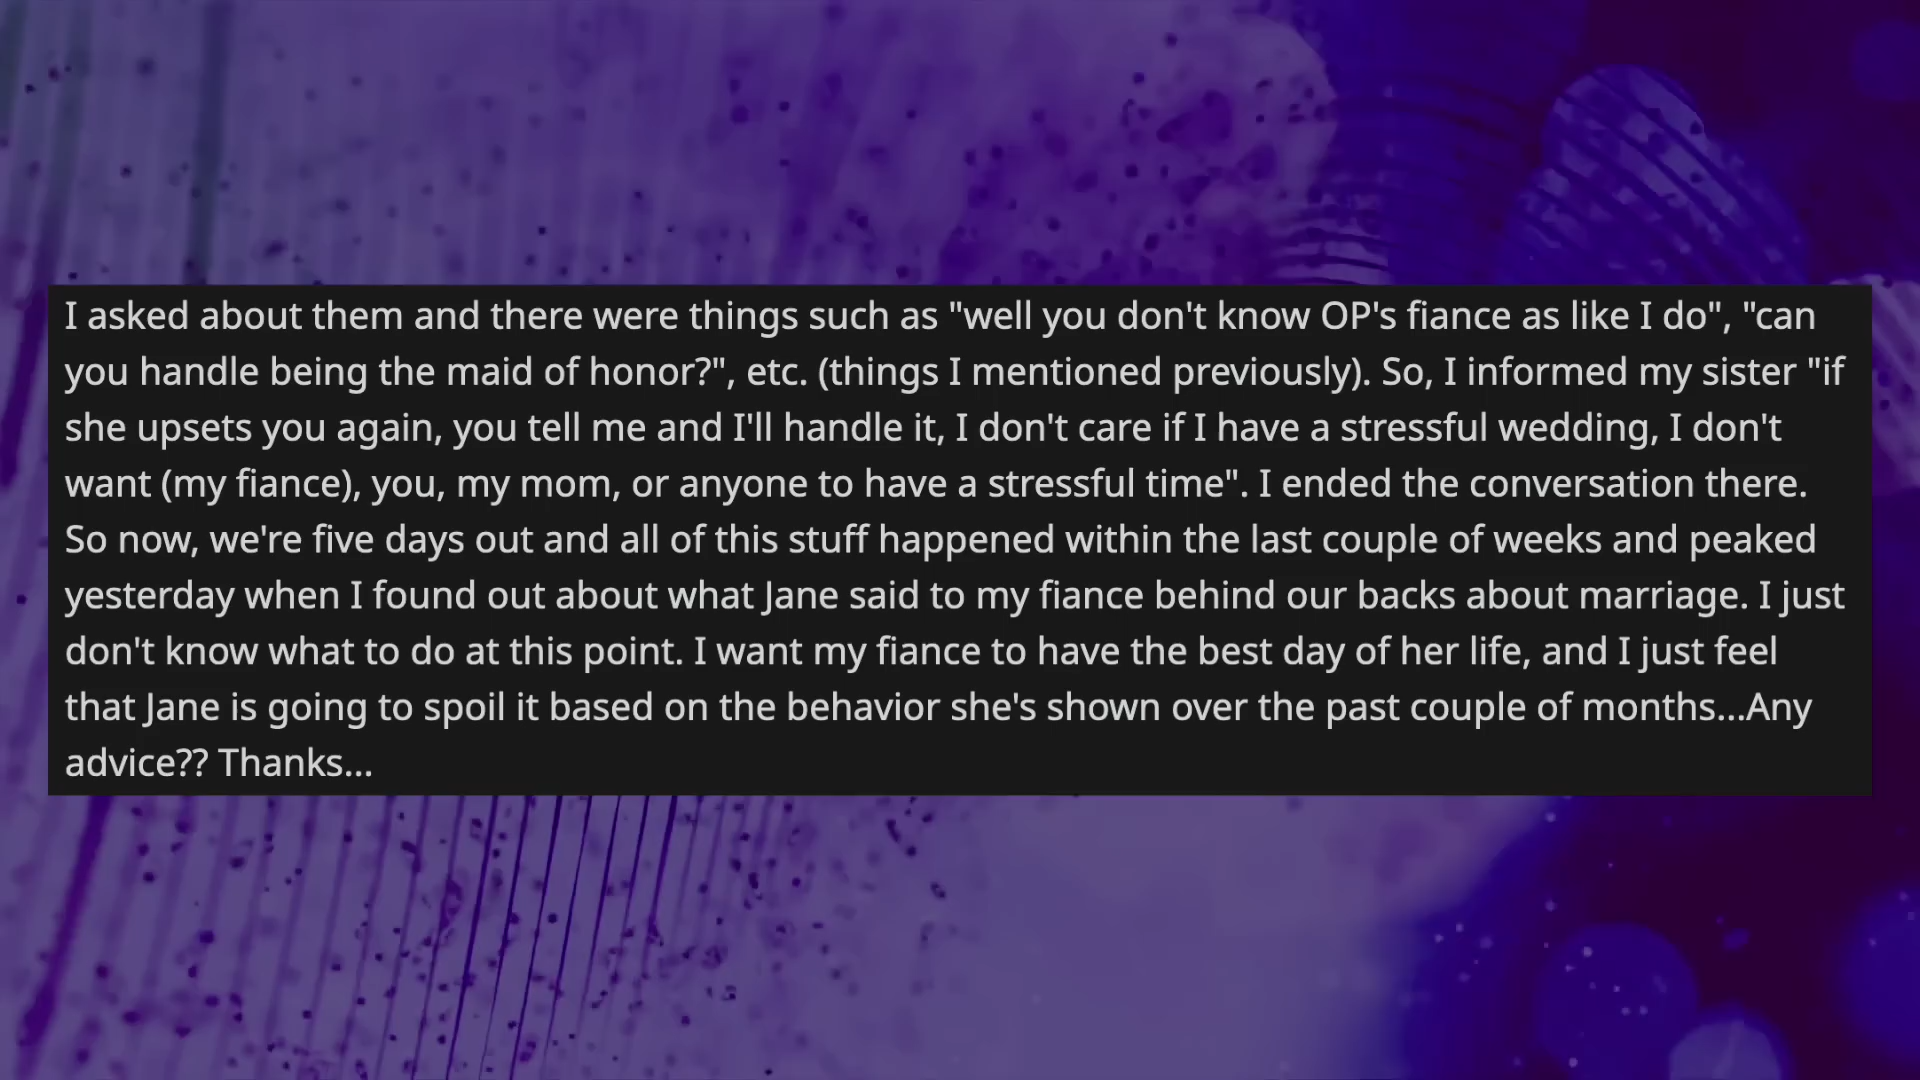 I asked about them and there were things such as "well you don't know OP's fiance as like I do", "can
you handle being the maid of honor?", etc. (things I mentioned previously). So, I informed my sister "if
she upsets you again, you tell me and I'll handle it, I don't care if I have a stressful wedding, I don't
want (my fiance), you, my mom, or anyone to have a stressful time". I ended the conversation there.
So now, we're five days out and all of this stuff happened within the last couple of weeks and peaked
yesterday when I found out about what Jane said to my fiance behind our backs about marriage. I just
don't know what to do at this point. I want my fiance to have the best day of her life, and I just feel
that Jane is going to spoil it based on the behavior she's shown over the past couple of months...Any
advice?? Thanks...